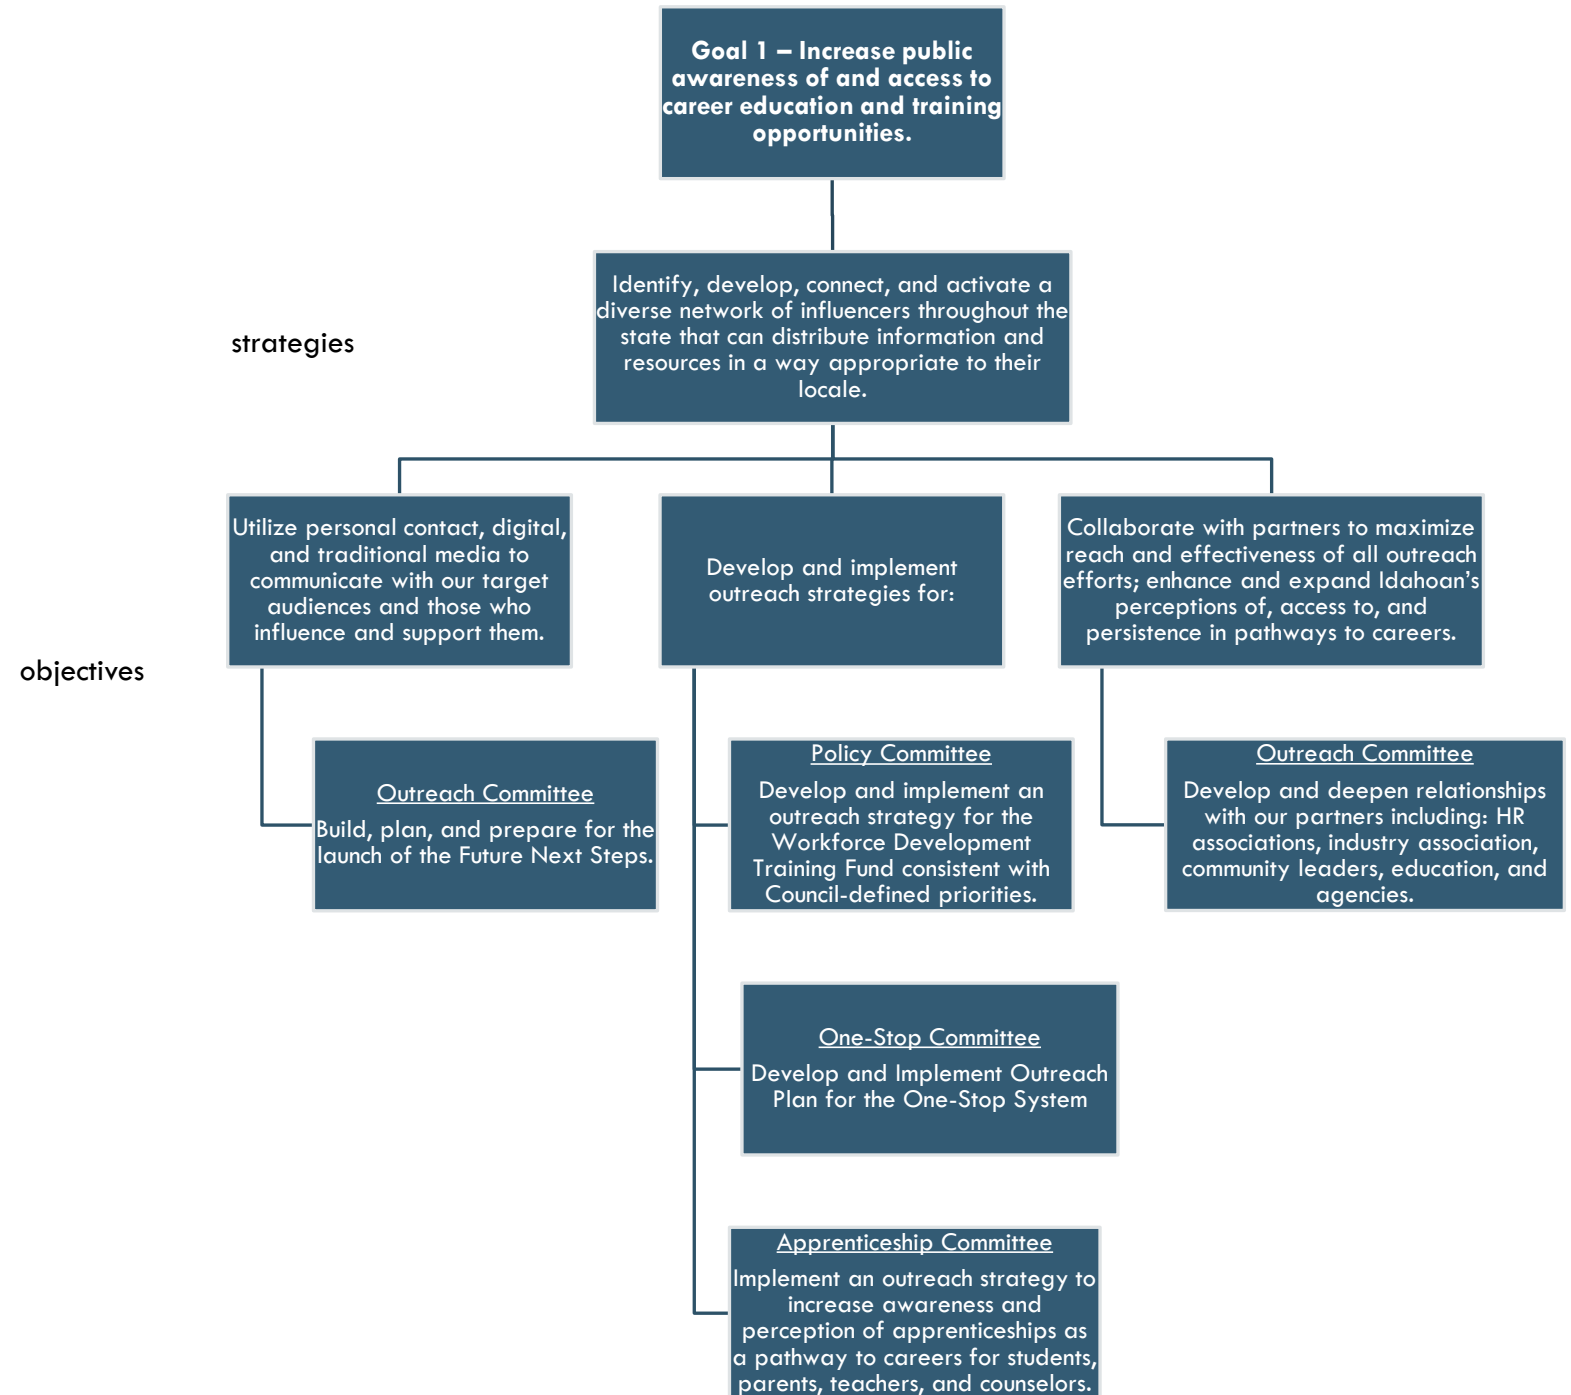 Goal 1 – Increase public
awareness of and access to
career education and training
opportunities.
strategies
Identify, develop, connect, and activate a
diverse network of influencers throughout the
state that can distribute information and
resources in a way appropriate to their
locale.
objectives
Utilize personal contact, digital,
and traditional media to
communicate with our target
audiences and those who
influence and support them.
Outreach Committee
Build, plan, and prepare for the
launch of the Future Next Steps.
Develop and implement
outreach strategies for:
Policy Committee
Develop and implement an
outreach strategy for the
Workforce Development
Training Fund consistent with
Council-defined priorities.
One-Stop Committee
Develop and Implement Outreach
Plan for the One-Stop System
Apprenticeship Committee
Implement an outreach strategy to
increase awareness and
perception of apprenticeships as
a pathway to careers for students,
parents, teachers, and counselors.
Collaborate with partners to maximize
reach and effectiveness of all outreach
efforts; enhance and expand Idahoan’s
perceptions of, access to, and
persistence in pathways to careers.
Outreach Committee
Develop and deepen relationships
with our partners including: HR
associations, industry association,
community leaders, education, and
agencies.